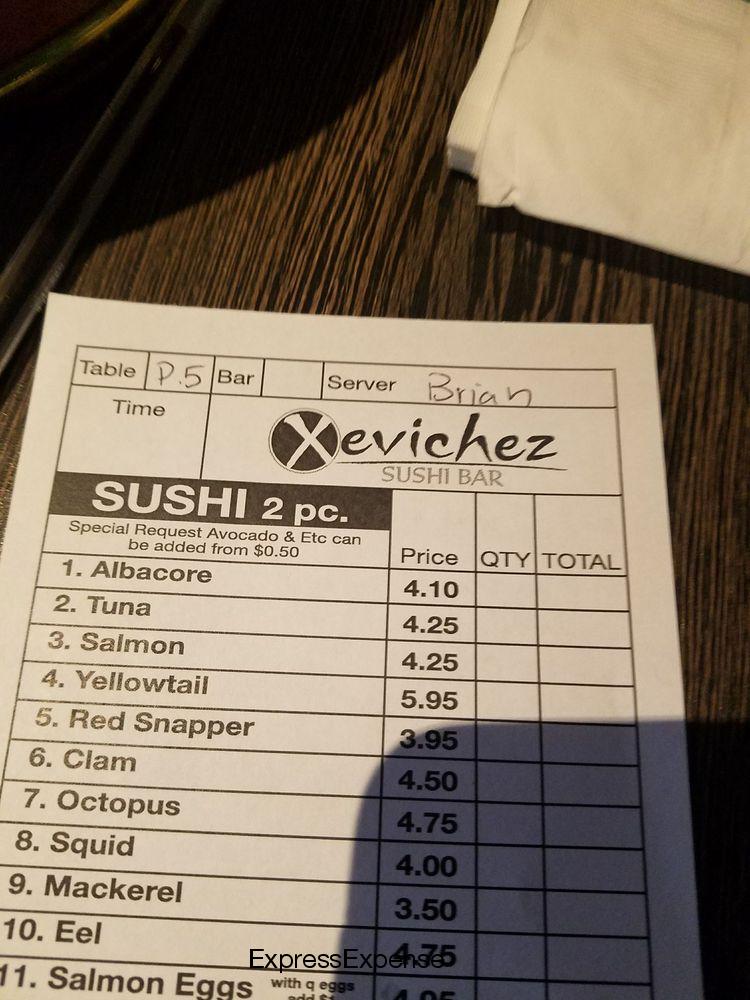 Table P.5 Bar Server Brian
Time
Xevichez
SUSHI BAR
SUSHI 2 pc.
Special Request Avocado & Etc can
be added from $0.50
Price QTY TOTAL
1. Albacore 4.10
2. Tuna 4.25
3. Salmon 4.25
4. Yellowtail 5.95
5. Red Snapper 3.95
6. Clam 4.50
7. Octopus 4.75
8. Squid 4.00
9. Mackerel 3.50
10. Eel 4.75
ExpressExpense
11. Salmon Eggs with q eggs
add